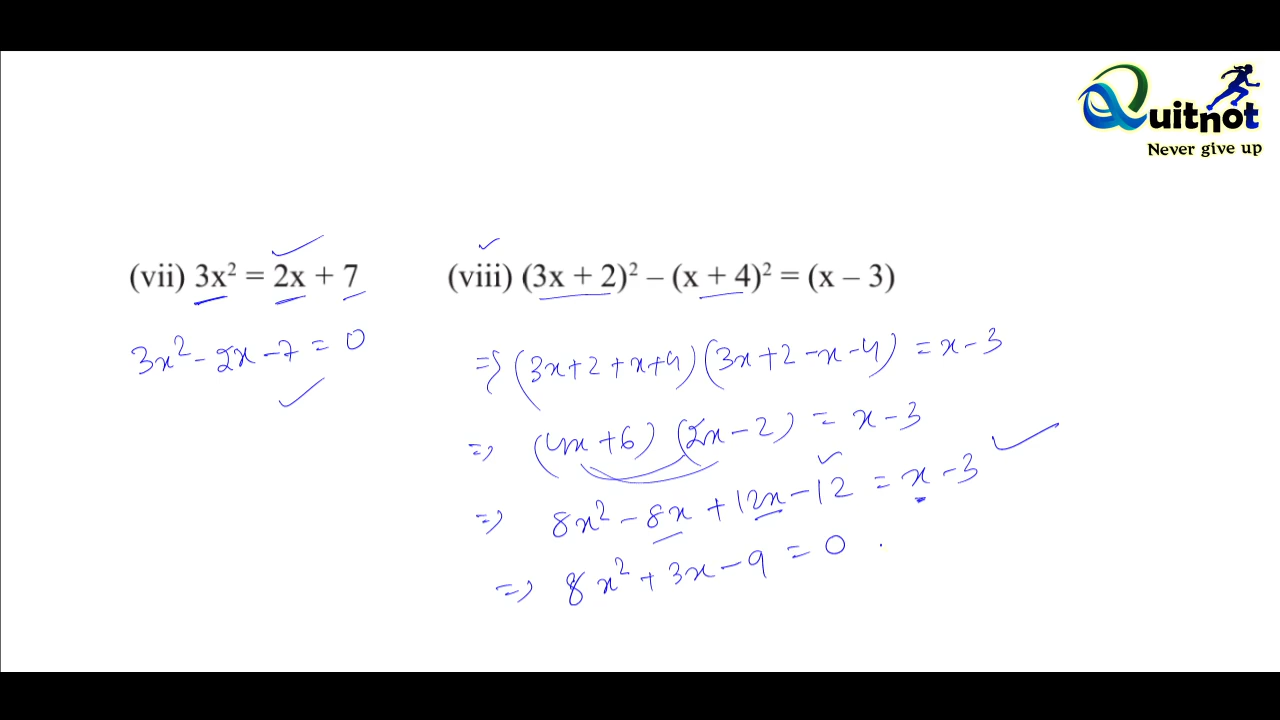 Quitnot
Never give up
(vii) 3x² = 2x + 7
(viii) (3x + 2)² – (x + 4)² = (x – 3)
3x² - 2x - 7 = 0
=> (3x+2+x+4)(3x+2-x-4) = x-3
=> (4x+6) (2x-2) = x-3
=> 8x² - 8x + 12x - 12 = x - 3
=> 8x² + 3x - 9 = 0